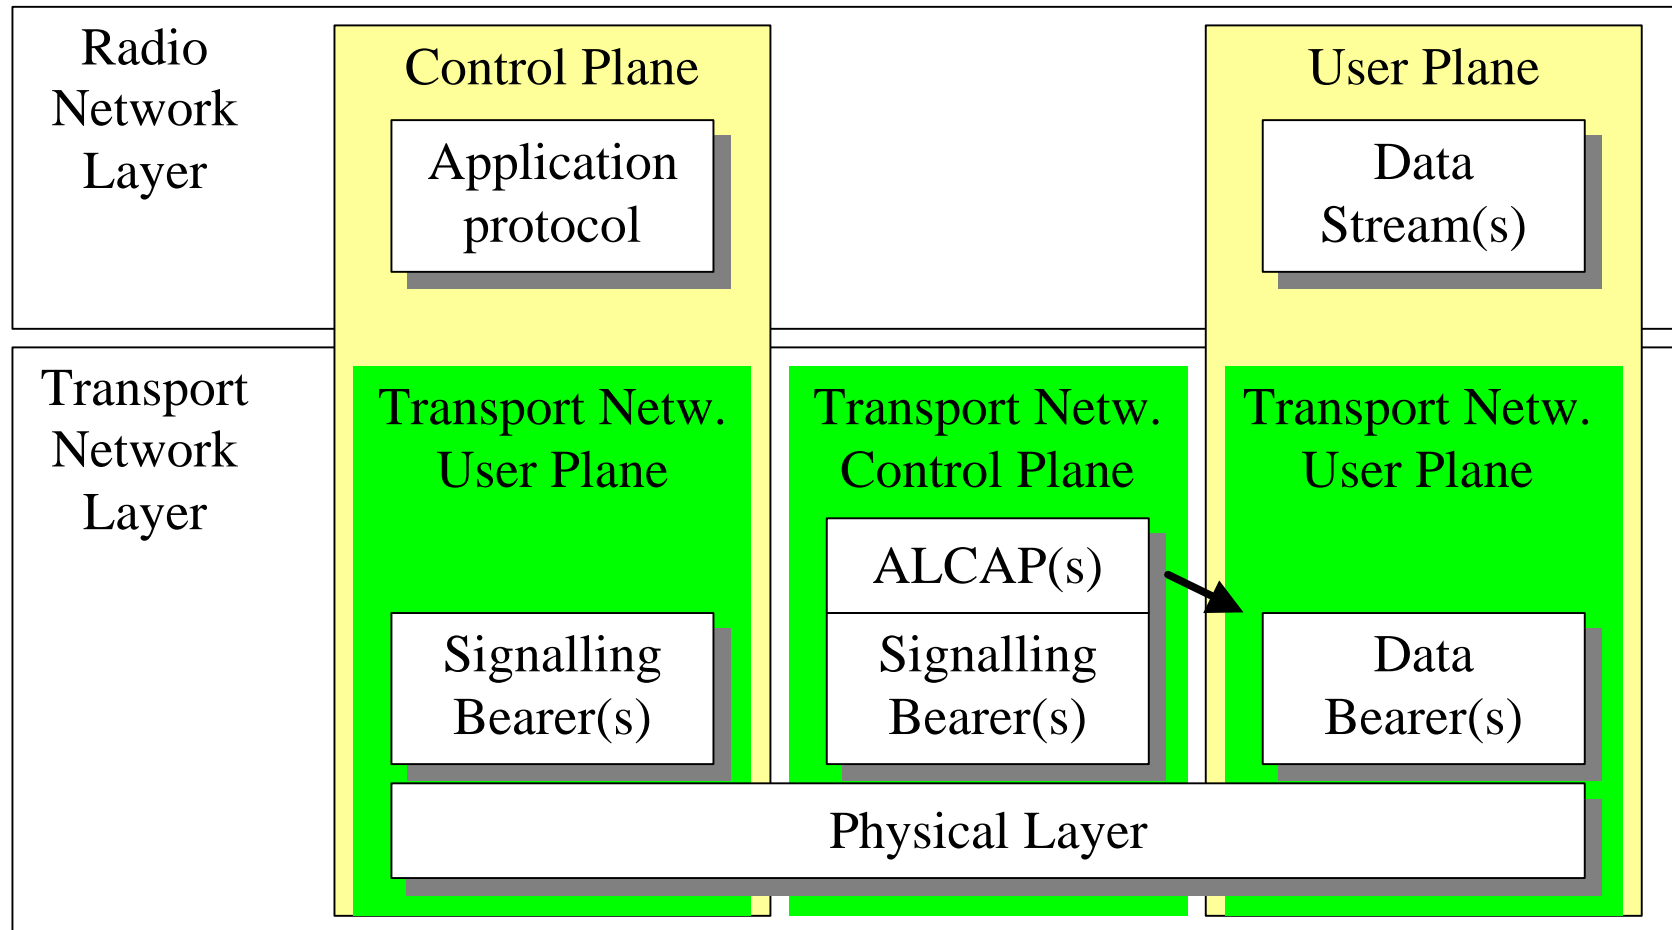 Radio
Network
Layer
Control Plane
Application
protocol
User Plane
Data
Stream(s)
Transport
Network
Layer
Transport Netw.
User Plane
Signalling
Bearer(s)
Transport Netw.
Control Plane
ALCAP(s)
Signalling
Bearer(s)
Transport Netw.
User Plane
Data
Bearer(s)
Physical Layer